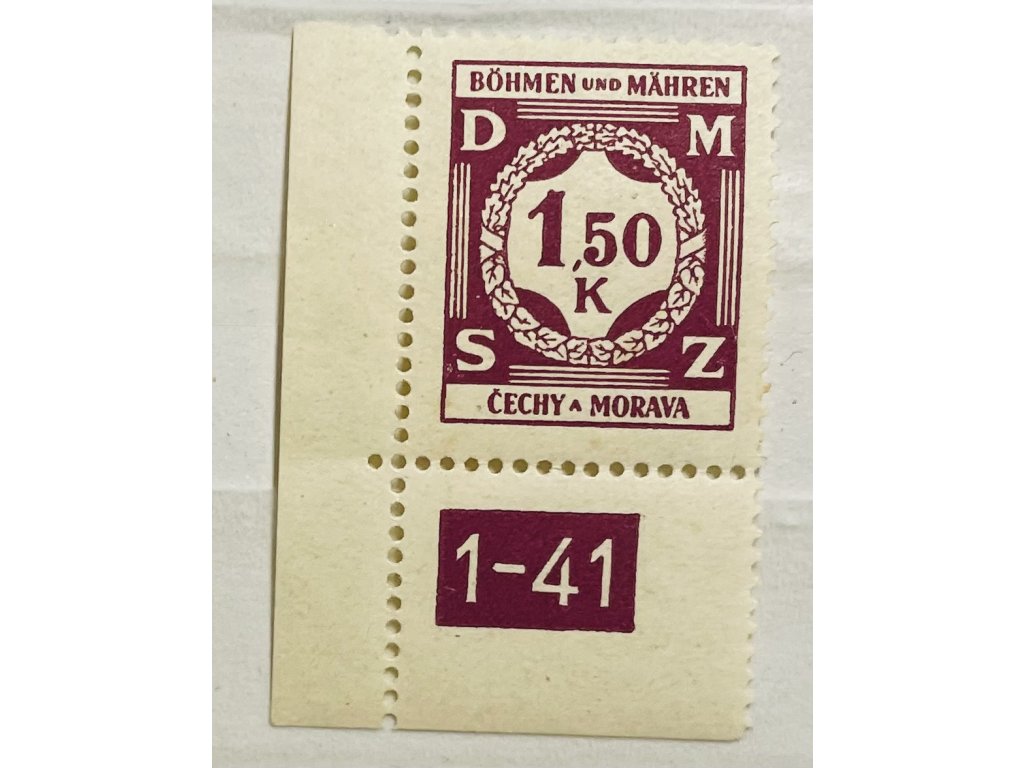 BÖHMEN UND MÄHREN
D M
1,50
K
S Z
ČECHY A MORAVA
1-41